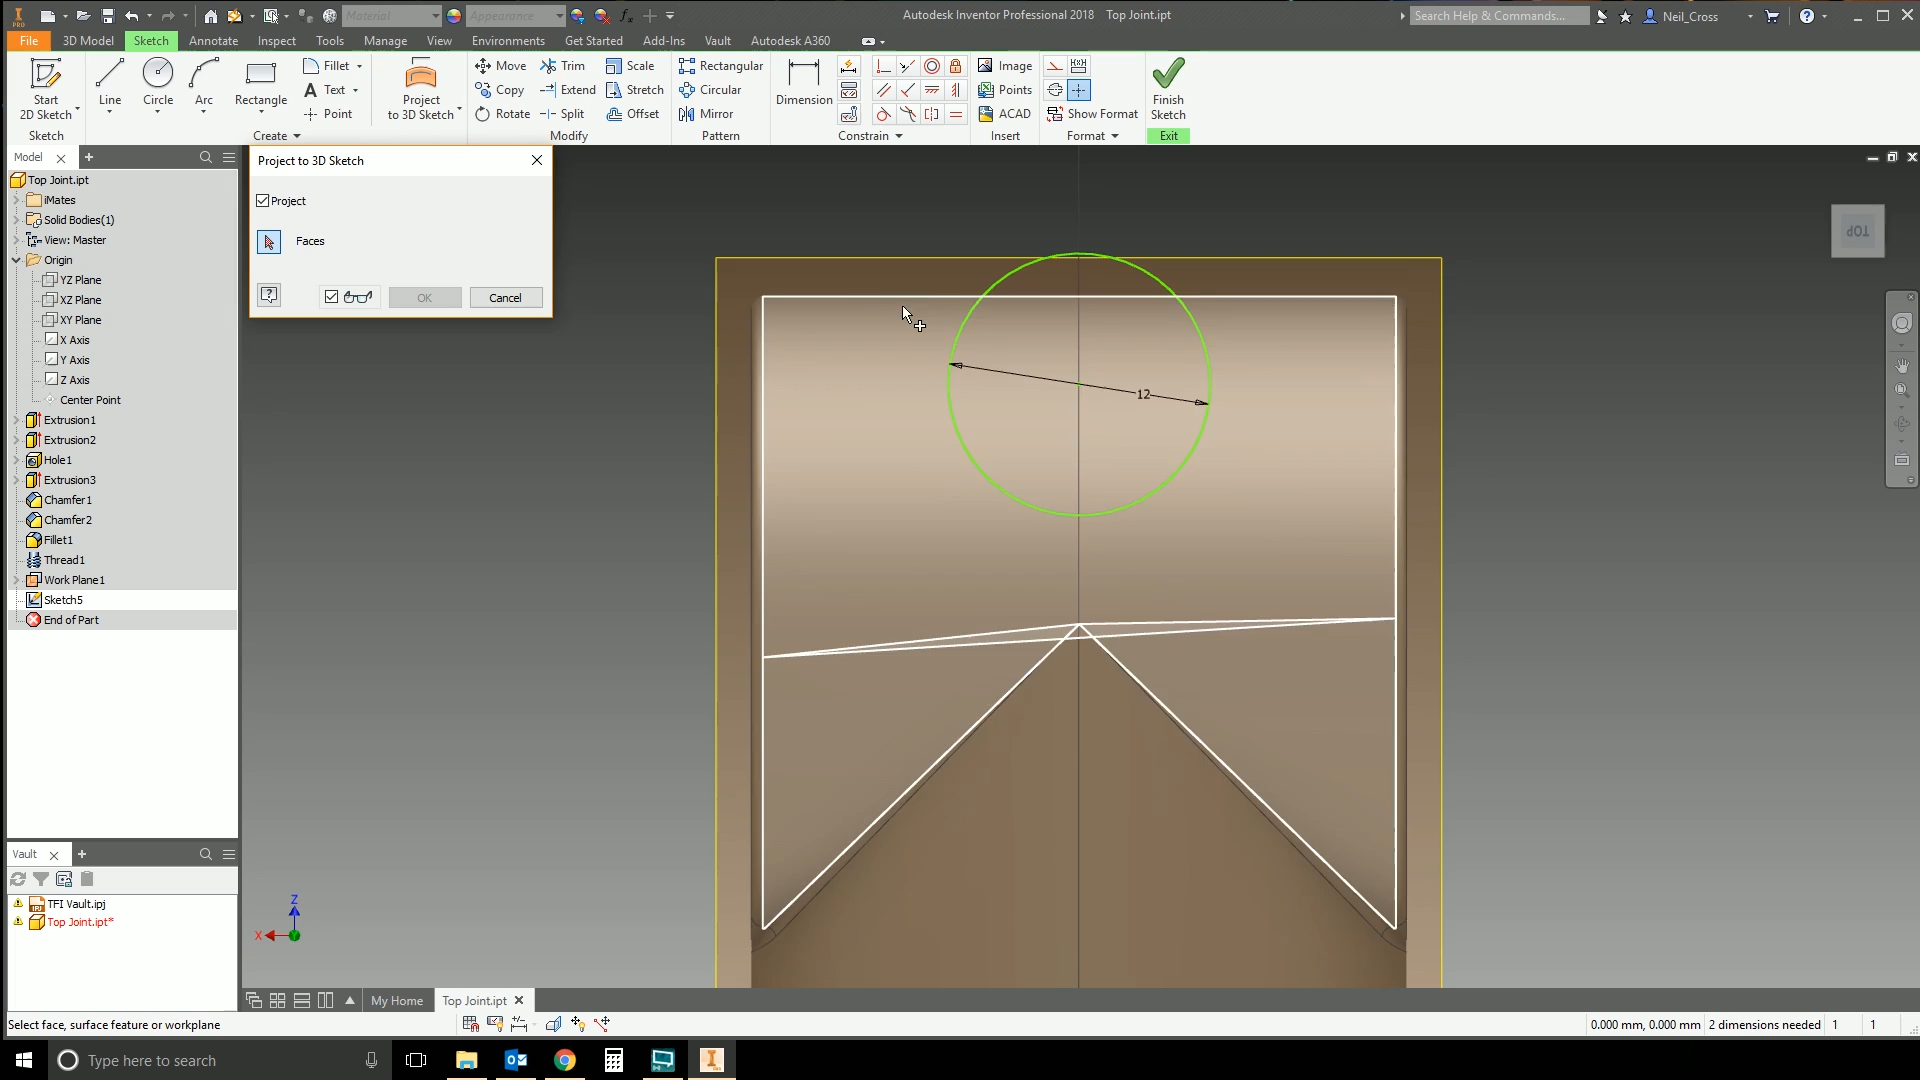 Material
Appearance
Autodesk Inventor Professional 2018 Top Joint.ipt
Search Help & Commands...
Neil_Cross
PRO
File 3D Model Sketch Annotate Inspect Tools Manage View Environments Get Started Add-Ins Vault Autodesk A360
Start 2D Sketch
Line
Circle
Arc
Rectangle
Fillet
Text
Point
Project to 3D Sketch
Move
Copy
Rotate
Trim
Extend
Split
Scale
Stretch
Offset
Rectangular
Circular
Mirror
Dimension
Image
Points
ACAD
Show Format
Finish Sketch
Sketch Create Modify Pattern Constrain Insert Format Exit
Model
Top Joint.ipt
iMates
Solid Bodies(1)
View: Master
Origin
YZ Plane
XZ Plane
XY Plane
X Axis
Y Axis
Z Axis
Center Point
Extrusion1
Extrusion2
Hole1
Extrusion3
Chamfer1
Chamfer2
Fillet1
Thread1
Work Plane1
Sketch5
End of Part
Project to 3D Sketch
Project
Faces
OK
Cancel
12
TOP
Z
X
Vault
TFI Vault.ipj
Top Joint.ipt*
My Home
Top Joint.ipt
Select face, surface feature or workplane
0.000 mm, 0.000 mm 2 dimensions needed 1 1
Type here to search